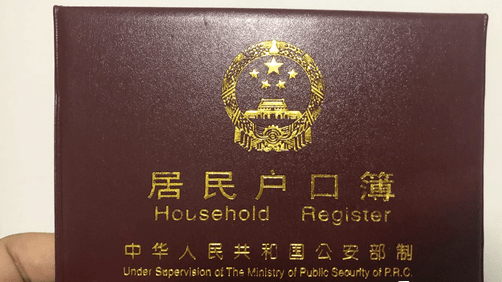 居民户口簿
Household Register
中华人民共和国公安部制
Under Supervision of The Ministry of Public Security of P.R.C.